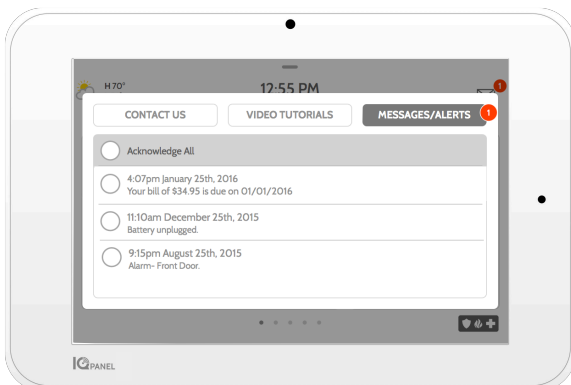 H 70°
12:55 PM
1
CONTACT US
VIDEO TUTORIALS
MESSAGES/ALERTS
1
Acknowledge All
4:07pm January 25th, 2016
Your bill of $34.95 is due on 01/01/2016
11:10am December 25th, 2015
Battery unplugged.
9:15pm August 25th, 2015
Alarm- Front Door.
IQ PANEL